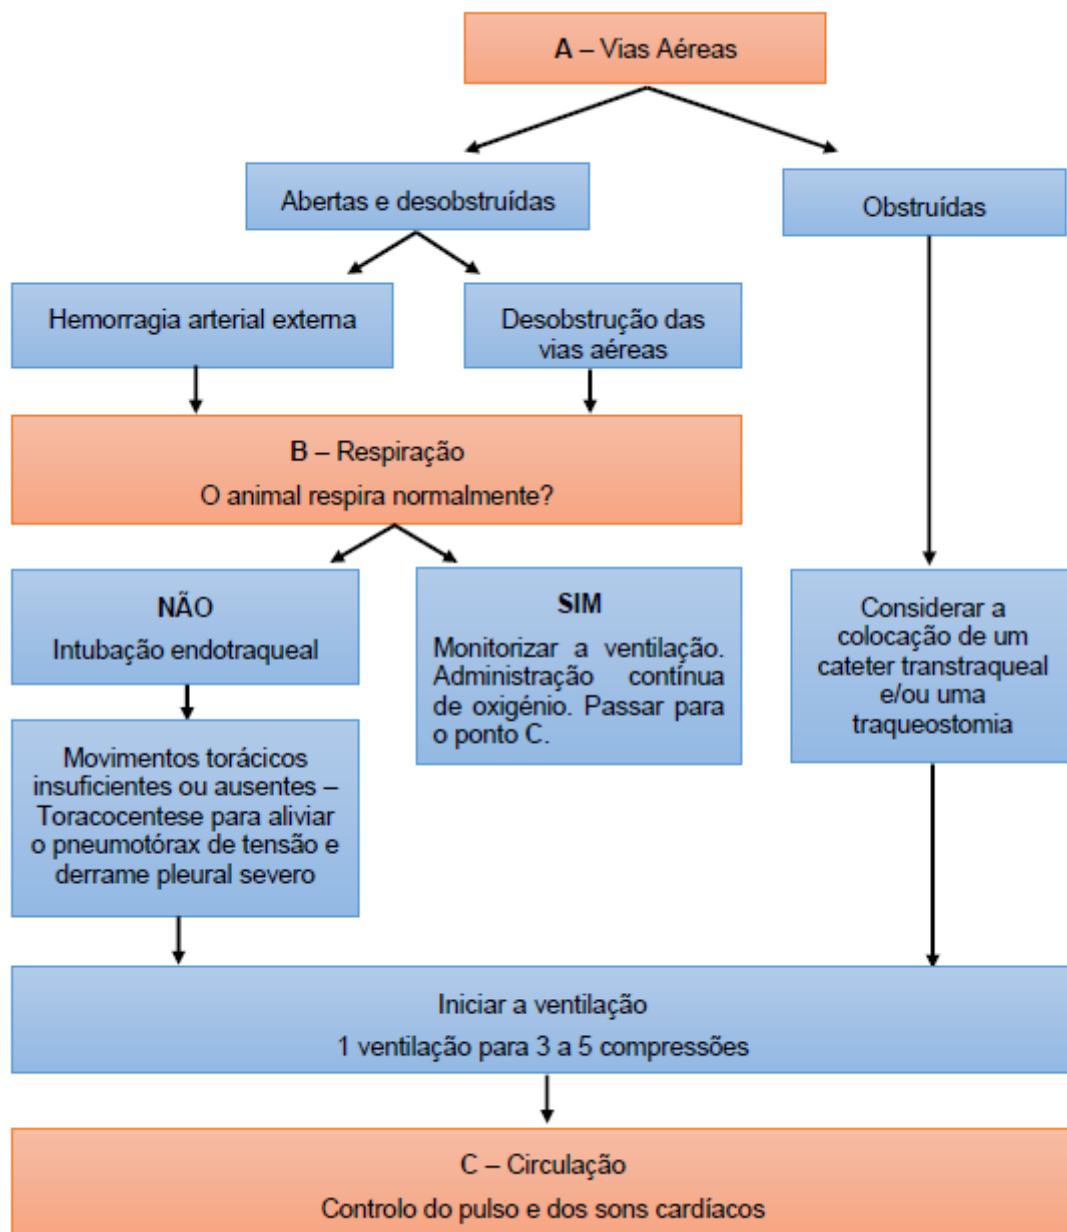 A – Vias Aéreas
Abertas e desobstruídas
Obstruídas
Hemorragia arterial externa
Desobstrução das
vias aéreas
B – Respiração
O animal respira normalmente?
NÃO
Intubação endotraqueal
SIM
Monitorizar a ventilação.
Administração contínua
de oxigénio. Passar para
o ponto C.
Considerar a
colocação de um
cateter transtraqueal
e/ou uma
traqueostomia
Movimentos torácicos
insuficientes ou ausentes –
Toracocentese para aliviar
o pneumotórax de tensão e
derrame pleural severo
Iniciar a ventilação
1 ventilação para 3 a 5 compressões
C – Circulação
Controlo do pulso e dos sons cardíacos